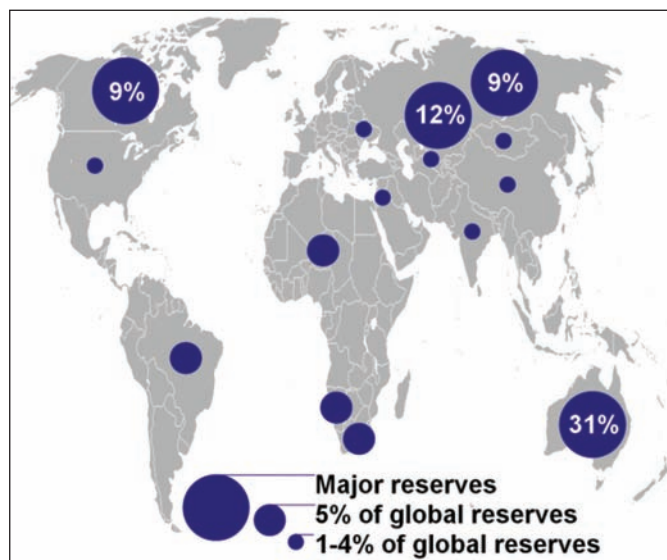 9%
9%
12%
31%
Major reserves
5% of global reserves
1-4% of global reserves